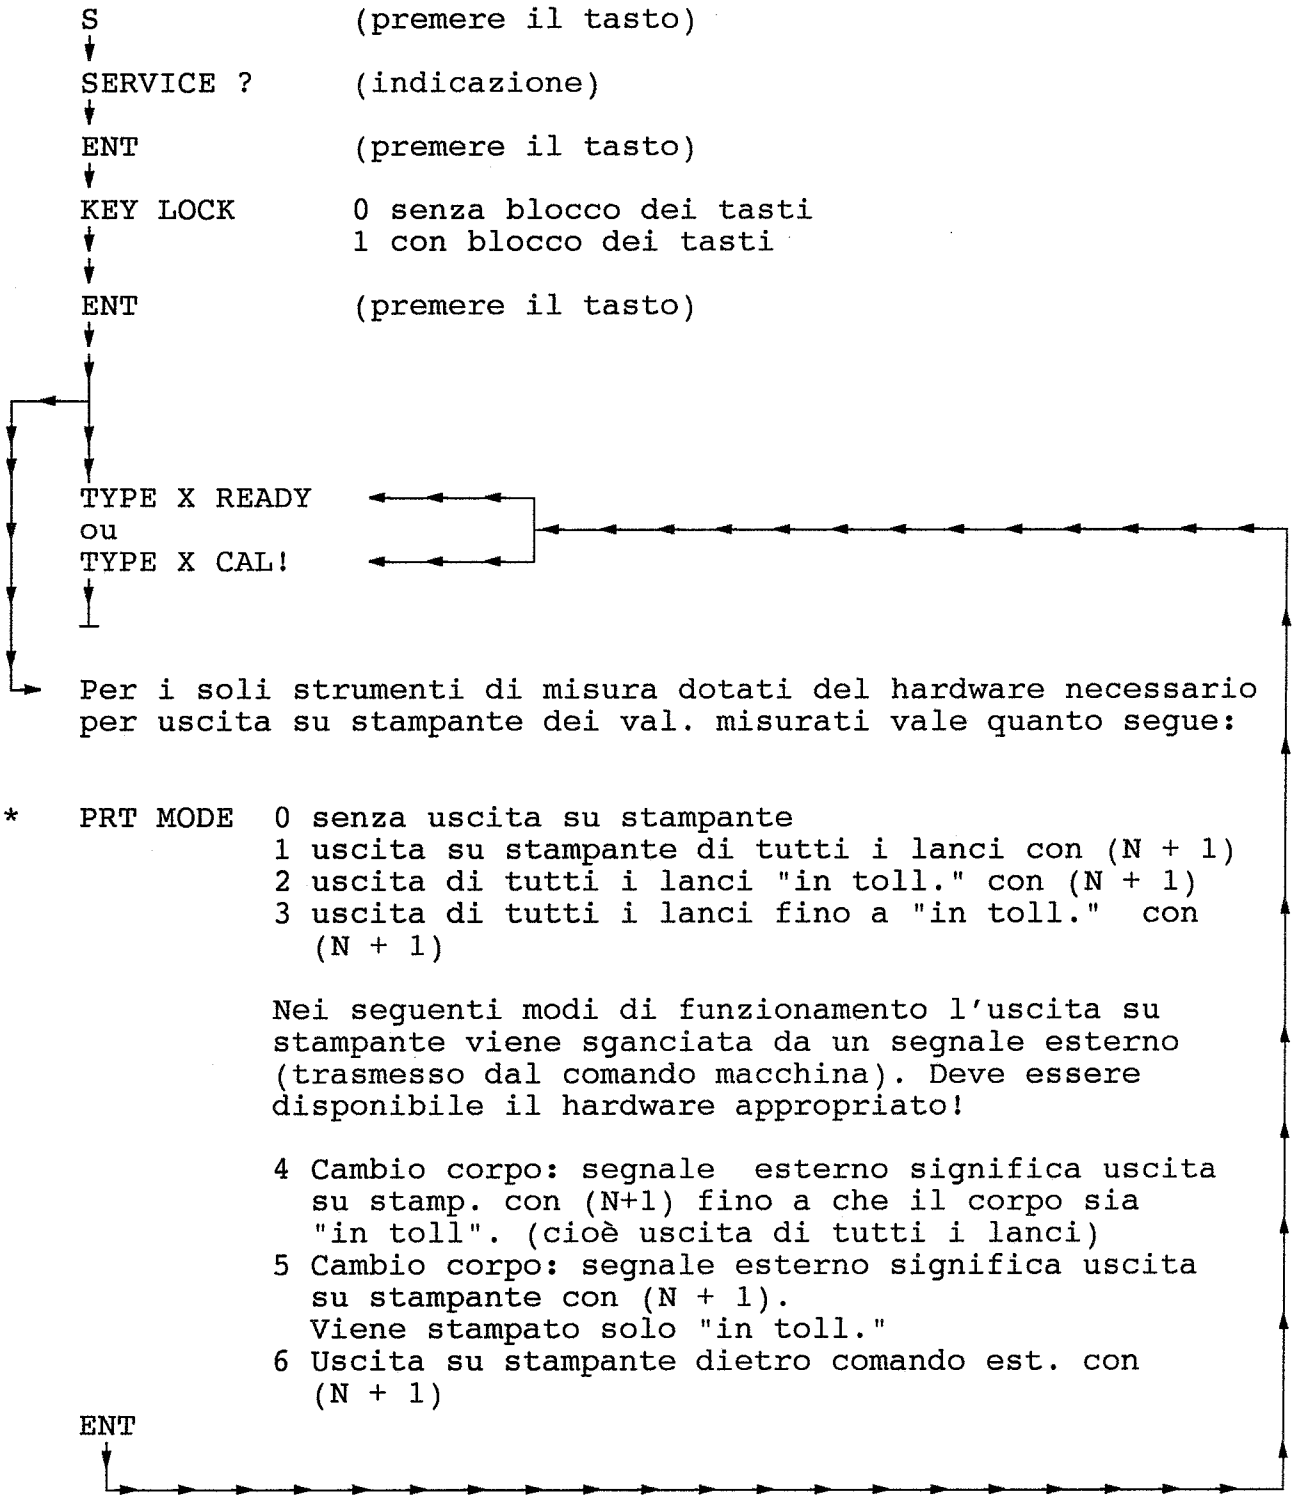 S (premere il tasto)
SERVICE ? (indicazione)
ENT (premere il tasto)
KEY LOCK 0 senza blocco dei tasti
1 con blocco dei tasti
ENT (premere il tasto)
TYPE X READY
ou
TYPE X CAL!
Per i soli strumenti di misura dotati del hardware necessario
per uscita su stampante dei val. misurati vale quanto segue:
* PRT MODE 0 senza uscita su stampante
1 uscita su stampante di tutti i lanci con (N + 1)
2 uscita di tutti i lanci "in toll." con (N + 1)
3 uscita di tutti i lanci fino a "in toll." con
(N + 1)
Nei seguenti modi di funzionamento l'uscita su
stampante viene sganciata da un segnale esterno
(trasmesso dal comando macchina). Deve essere
disponibile il hardware appropriato!
4 Cambio corpo: segnale esterno significa uscita
su stamp. con (N+1) fino a che il corpo sia
"in toll". (cioè uscita di tutti i lanci)
5 Cambio corpo: segnale esterno significa uscita
su stampante con (N + 1).
Viene stampato solo "in toll."
6 Uscita su stampante dietro comando est. con
(N + 1)
ENT